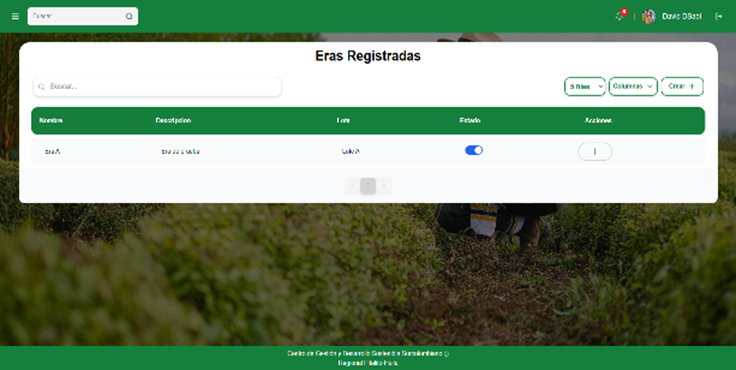 Buscar
David DSabi
Eras Registradas
Buscar...
5 filas
Columnas
Crear +
Nombre Descripcion Lote Estado Acciones
Era A Era de prueba Lote A
1
Centro de Gestión y Desarrollo Sostenible Surcolombiano ©
Regional Pitalito-Huila